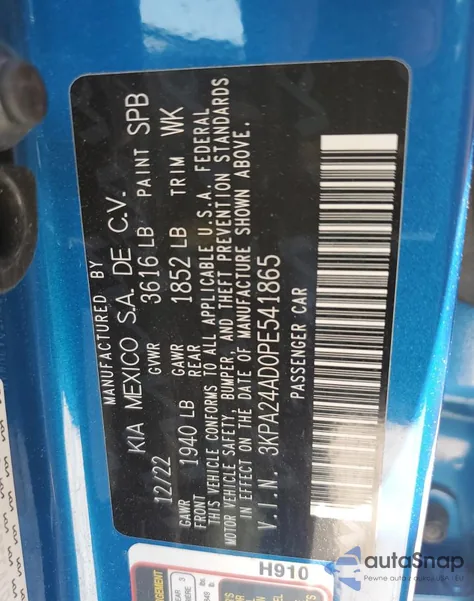 MANUFACTURED BY
KIA MEXICO S.A. DE C.V.
12/22 GVWR 3616 LB PAINT SPB
GAWR FRONT 1940 LB GAWR REAR 1852 LB TRIM WK
THIS VEHICLE CONFORMS TO ALL APPLICABLE U.S.A. FEDERAL
MOTOR VEHICLE SAFETY, BUMPER, AND THEFT PREVENTION STANDARDS
IN EFFECT ON THE DATE OF MANUFACTURE SHOWN ABOVE.
V.I.N. 3KPA24AD0PE541865
PASSENGER CAR
H910
autoSnap